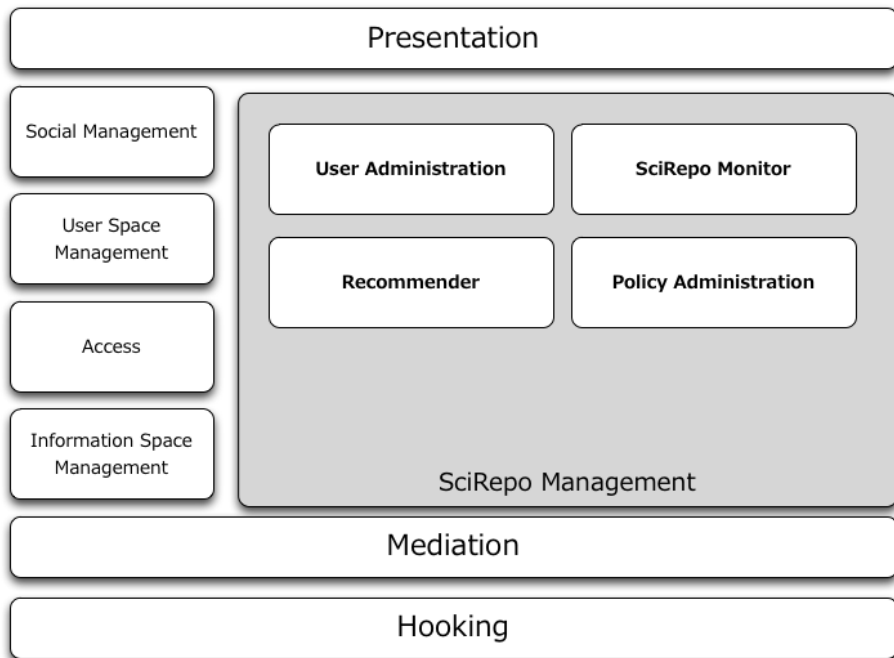 Presentation
Social Management
User Space
Management
Access
Information Space
Management
User Administration
SciRepo Monitor
Recommender
Policy Administration
SciRepo Management
Mediation
Hooking